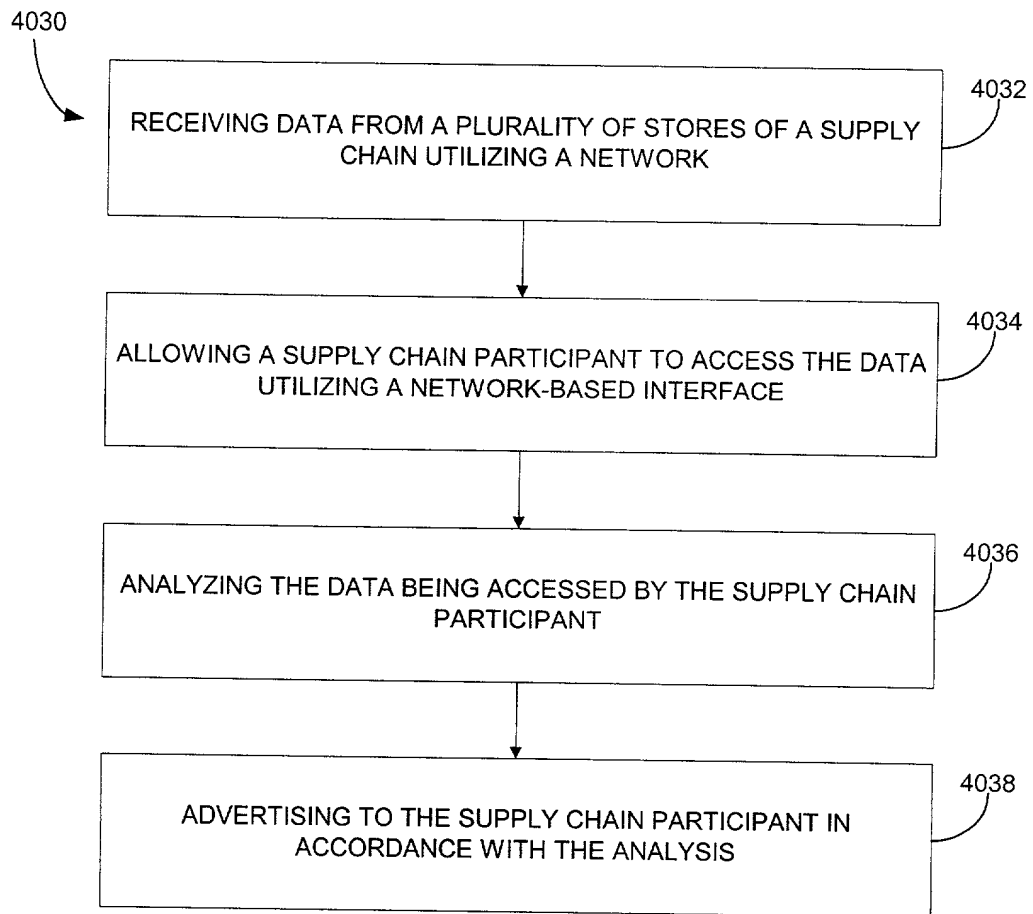 4030
4032
RECEIVING DATA FROM A PLURALITY OF STORES OF A SUPPLY
CHAIN UTILIZING A NETWORK
4034
ALLOWING A SUPPLY CHAIN PARTICIPANT TO ACCESS THE DATA
UTILIZING A NETWORK-BASED INTERFACE
4036
ANALYZING THE DATA BEING ACCESSED BY THE SUPPLY CHAIN
PARTICIPANT
4038
ADVERTISING TO THE SUPPLY CHAIN PARTICIPANT IN
ACCORDANCE WITH THE ANALYSIS